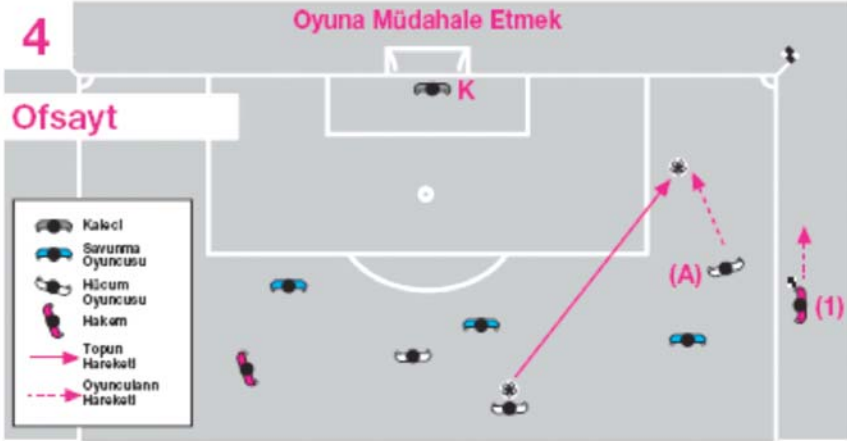 4
Oyuna Müdahale Etmek
K
Ofsayt
Kaleci
Savunma
Oyuncusu
Hücum
Oyuncusu
Hakem
Topun
Hareketi
Oyuncuların
Hareketi
(A)
(1)